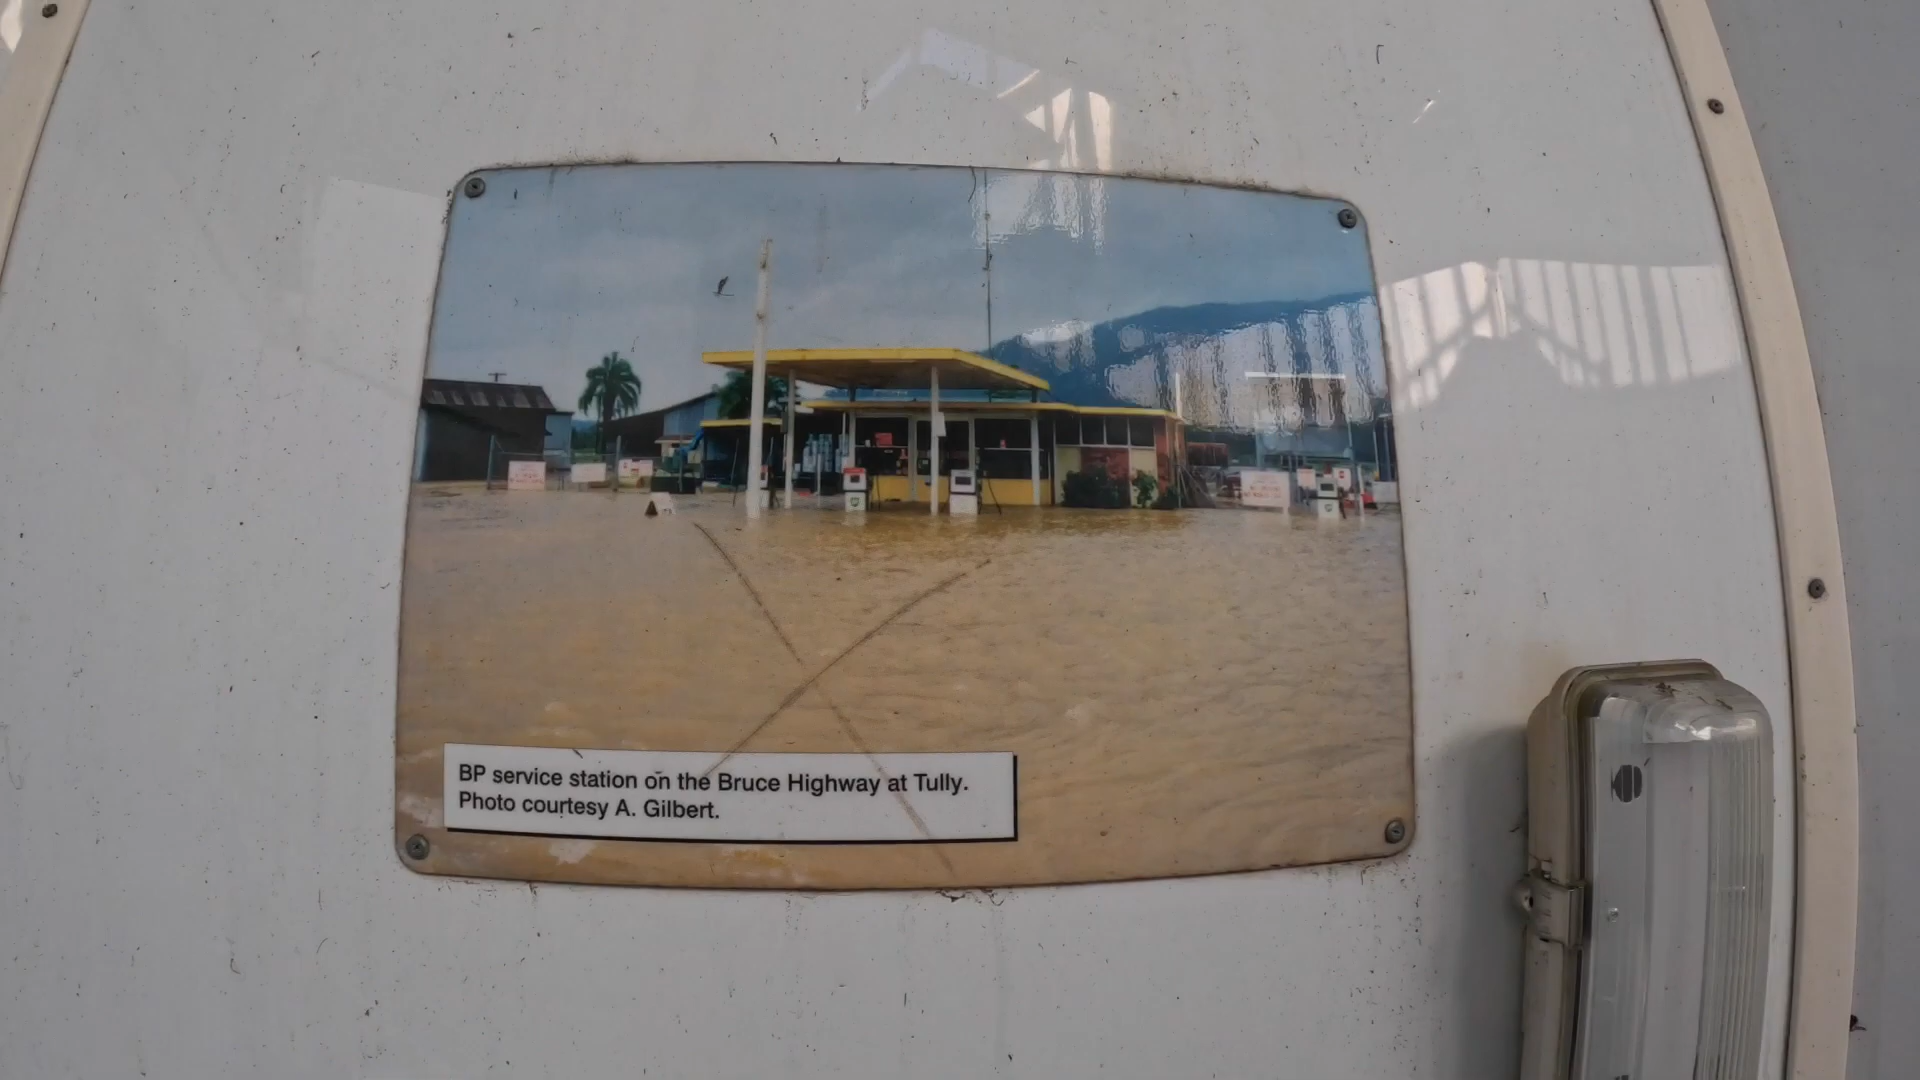 BP service station on the Bruce Highway at Tully.
Photo courtesy A. Gilbert.